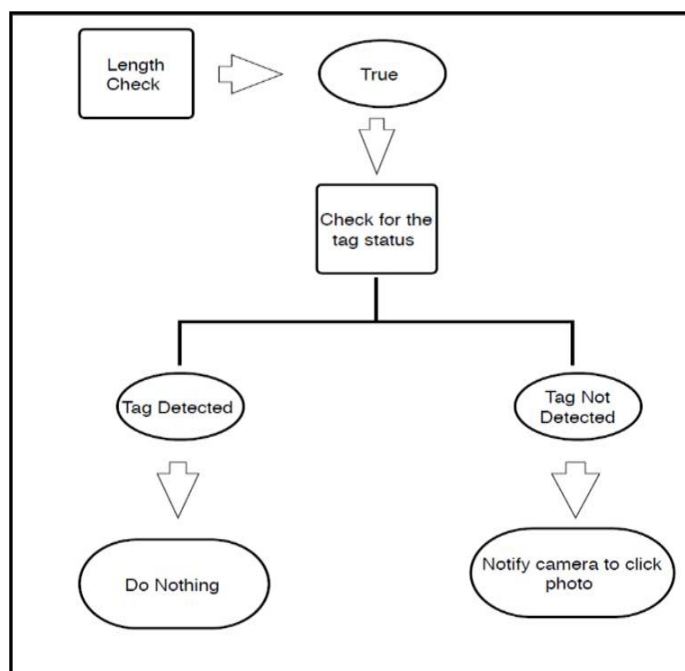 Length
Check
True
Check for the
tag status
Tag Detected
Tag Not
Detected
Do Nothing
Notify camera to click
photo